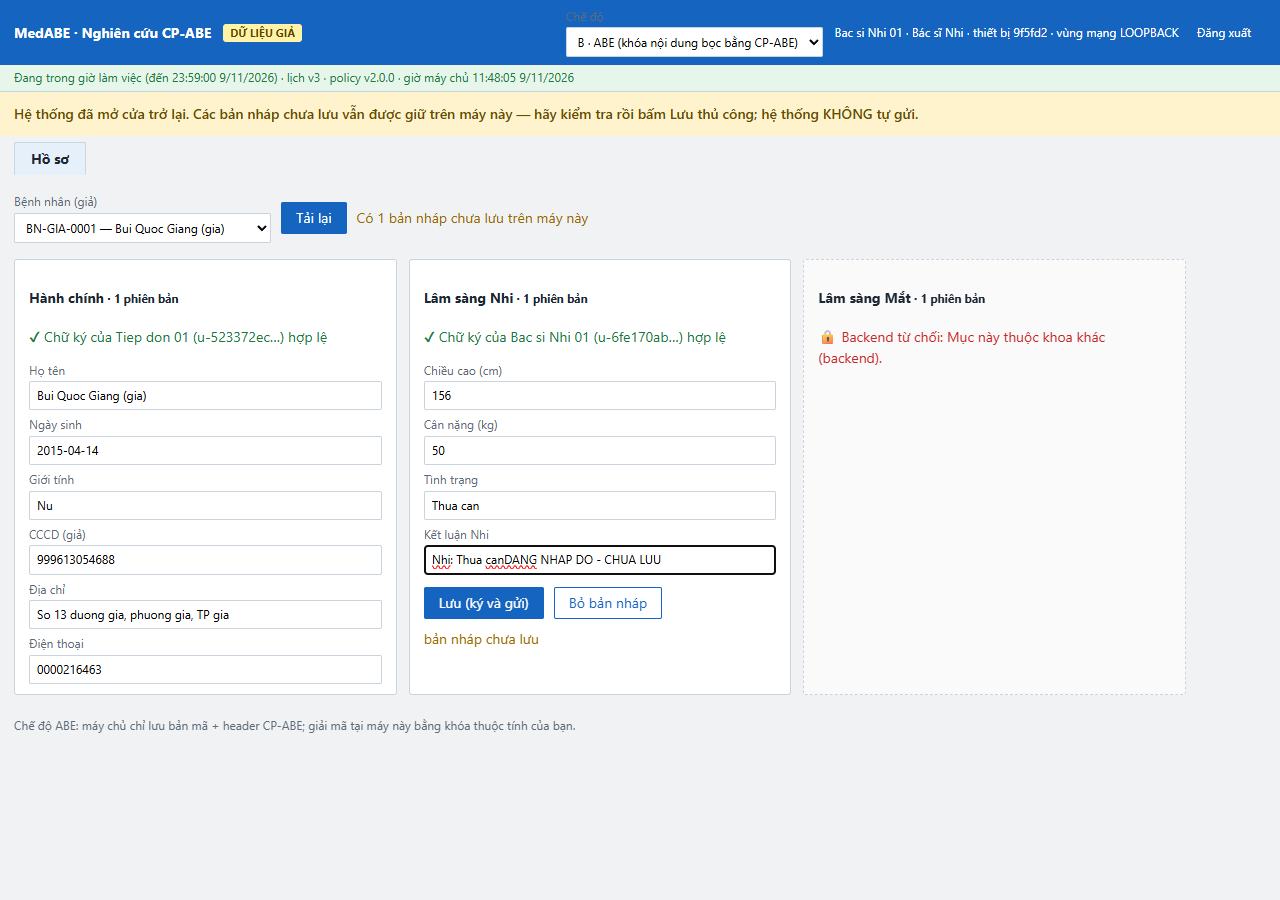 MedABE · Nghiên cứu CP-ABE
DỮ LIỆU GIẢ
Chế độ
B · ABE (khóa nội dung bọc bằng CP-ABE)
Bac si Nhi 01 · Bác sĩ Nhi · thiết bị 9f5fd2 · vùng mạng LOOPBACK
Đăng xuất
Đang trong giờ làm việc (đến 23:59:00 9/11/2026) · lịch v3 · policy v2.0.0 · giờ máy chủ 11:48:05 9/11/2026
Hệ thống đã mở cửa trở lại. Các bản nháp chưa lưu vẫn được giữ trên máy này — hãy kiểm tra rồi bấm Lưu thủ công; hệ thống KHÔNG tự gửi.
Hồ sơ
Bệnh nhân (giả)
BN-GIA-0001 — Bui Quoc Giang (gia)
Tải lại
Có 1 bản nháp chưa lưu trên máy này
Hành chính · 1 phiên bản
✓ Chữ ký của Tiep don 01 (u-523372ec…) hợp lệ
Họ tên
Bui Quoc Giang (gia)
Ngày sinh
2015-04-14
Giới tính
Nu
CCCD (giả)
999613054688
Địa chỉ
So 13 duong gia, phuong gia, TP gia
Điện thoại
0000216463
Lâm sàng Nhi · 1 phiên bản
✓ Chữ ký của Bac si Nhi 01 (u-6fe170ab…) hợp lệ
Chiều cao (cm)
156
Cân nặng (kg)
50
Tình trạng
Thua can
Kết luận Nhi
Nhi: Thua canDANG NHAP DO - CHUA LUU
Lưu (ký và gửi)
Bỏ bản nháp
bản nháp chưa lưu
Lâm sàng Mắt · 1 phiên bản
🔒 Backend từ chối: Mục này thuộc khoa khác
(backend).
Chế độ ABE: máy chủ chỉ lưu bản mã + header CP-ABE; giải mã tại máy này bằng khóa thuộc tính của bạn.